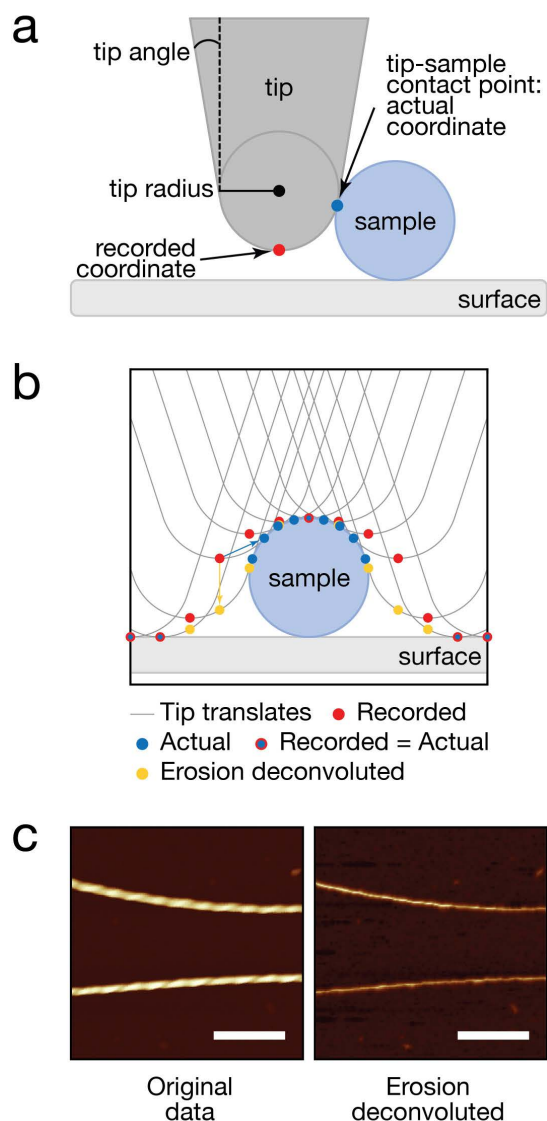 a
tip angle
tip
tip-sample
contact point:
actual
coordinate
tip radius
sample
recorded
coordinate
surface
b
sample
surface
Tip translates Recorded
Actual Recorded = Actual
Erosion deconvoluted
c
Original
data
Erosion
deconvoluted